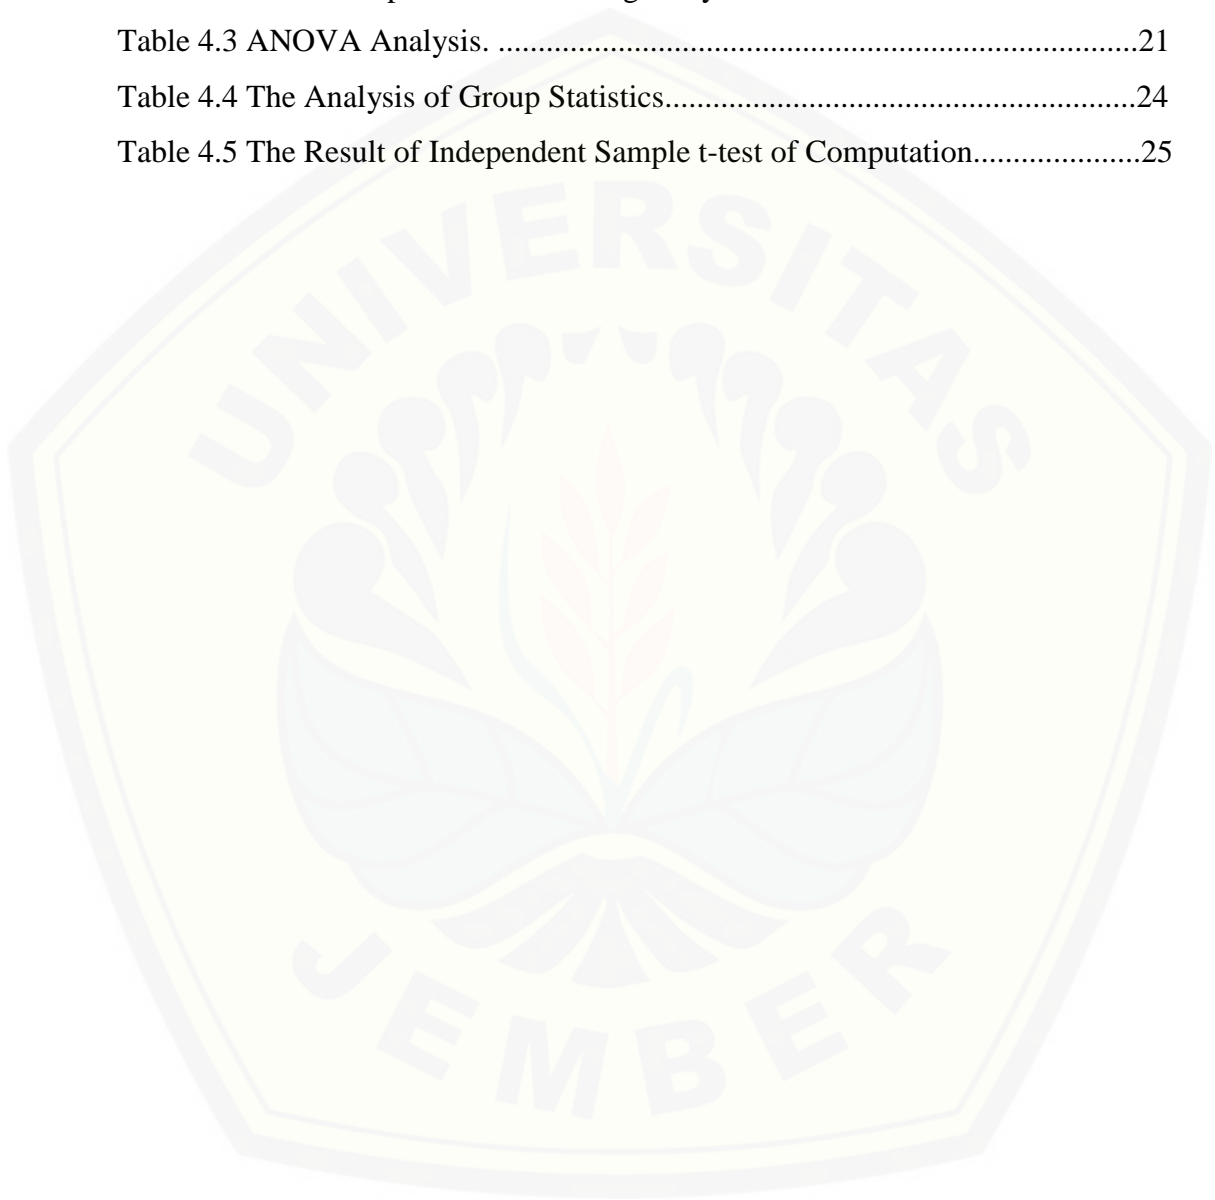 Table 4.3 ANOVA Analysis. ................................................................................21
Table 4.4 The Analysis of Group Statistics...........................................................24
Table 4.5 The Result of Independent Sample t-test of Computation.....................25
UNIVERSITAS
JEMBER